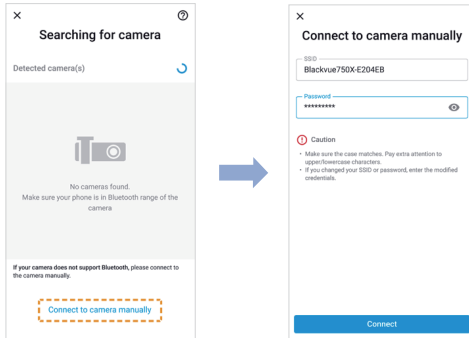 Searching for camera
Detected camera(s)
No cameras found.
Make sure your phone is in Bluetooth range of the
camera
If your camera does not support Bluetooth, please connect to
the camera manually.
Connect to camera manually
Connect to camera manually
SSID
Blackvue750X-E204EB
Password
*********
Caution
• Make sure the case matches. Pay extra attention to
upper/lowercase characters.
• If you changed your SSID or password, enter the modified
credentials.
Connect